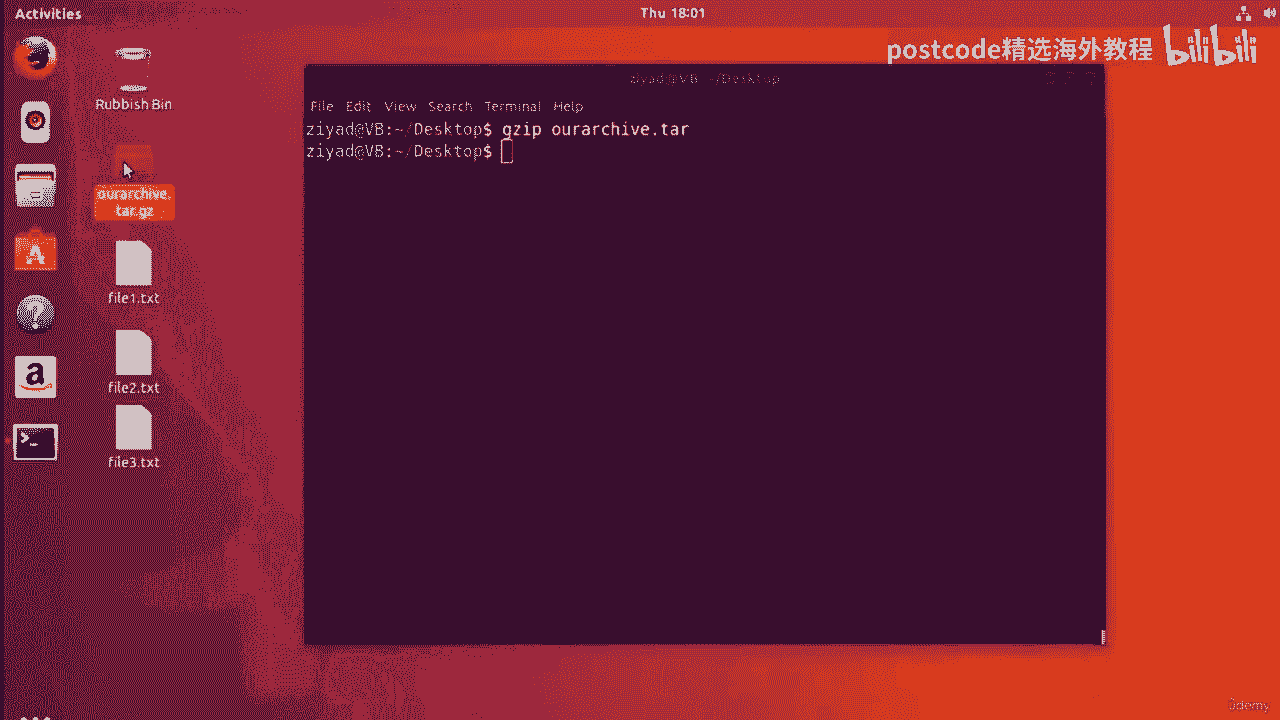 Activities
Thu 18:01
postcode精选海外教程 bilibili
Rubbish Bin
ourarchive.
tar.gz
file1.txt
file2.txt
file3.txt
ziyad@VB: ~/Desktop
File Edit View Search Terminal Help
ziyad@VB:~/Desktop$ gzip ourarchive.tar
ziyad@VB:~/Desktop$
ûdemy